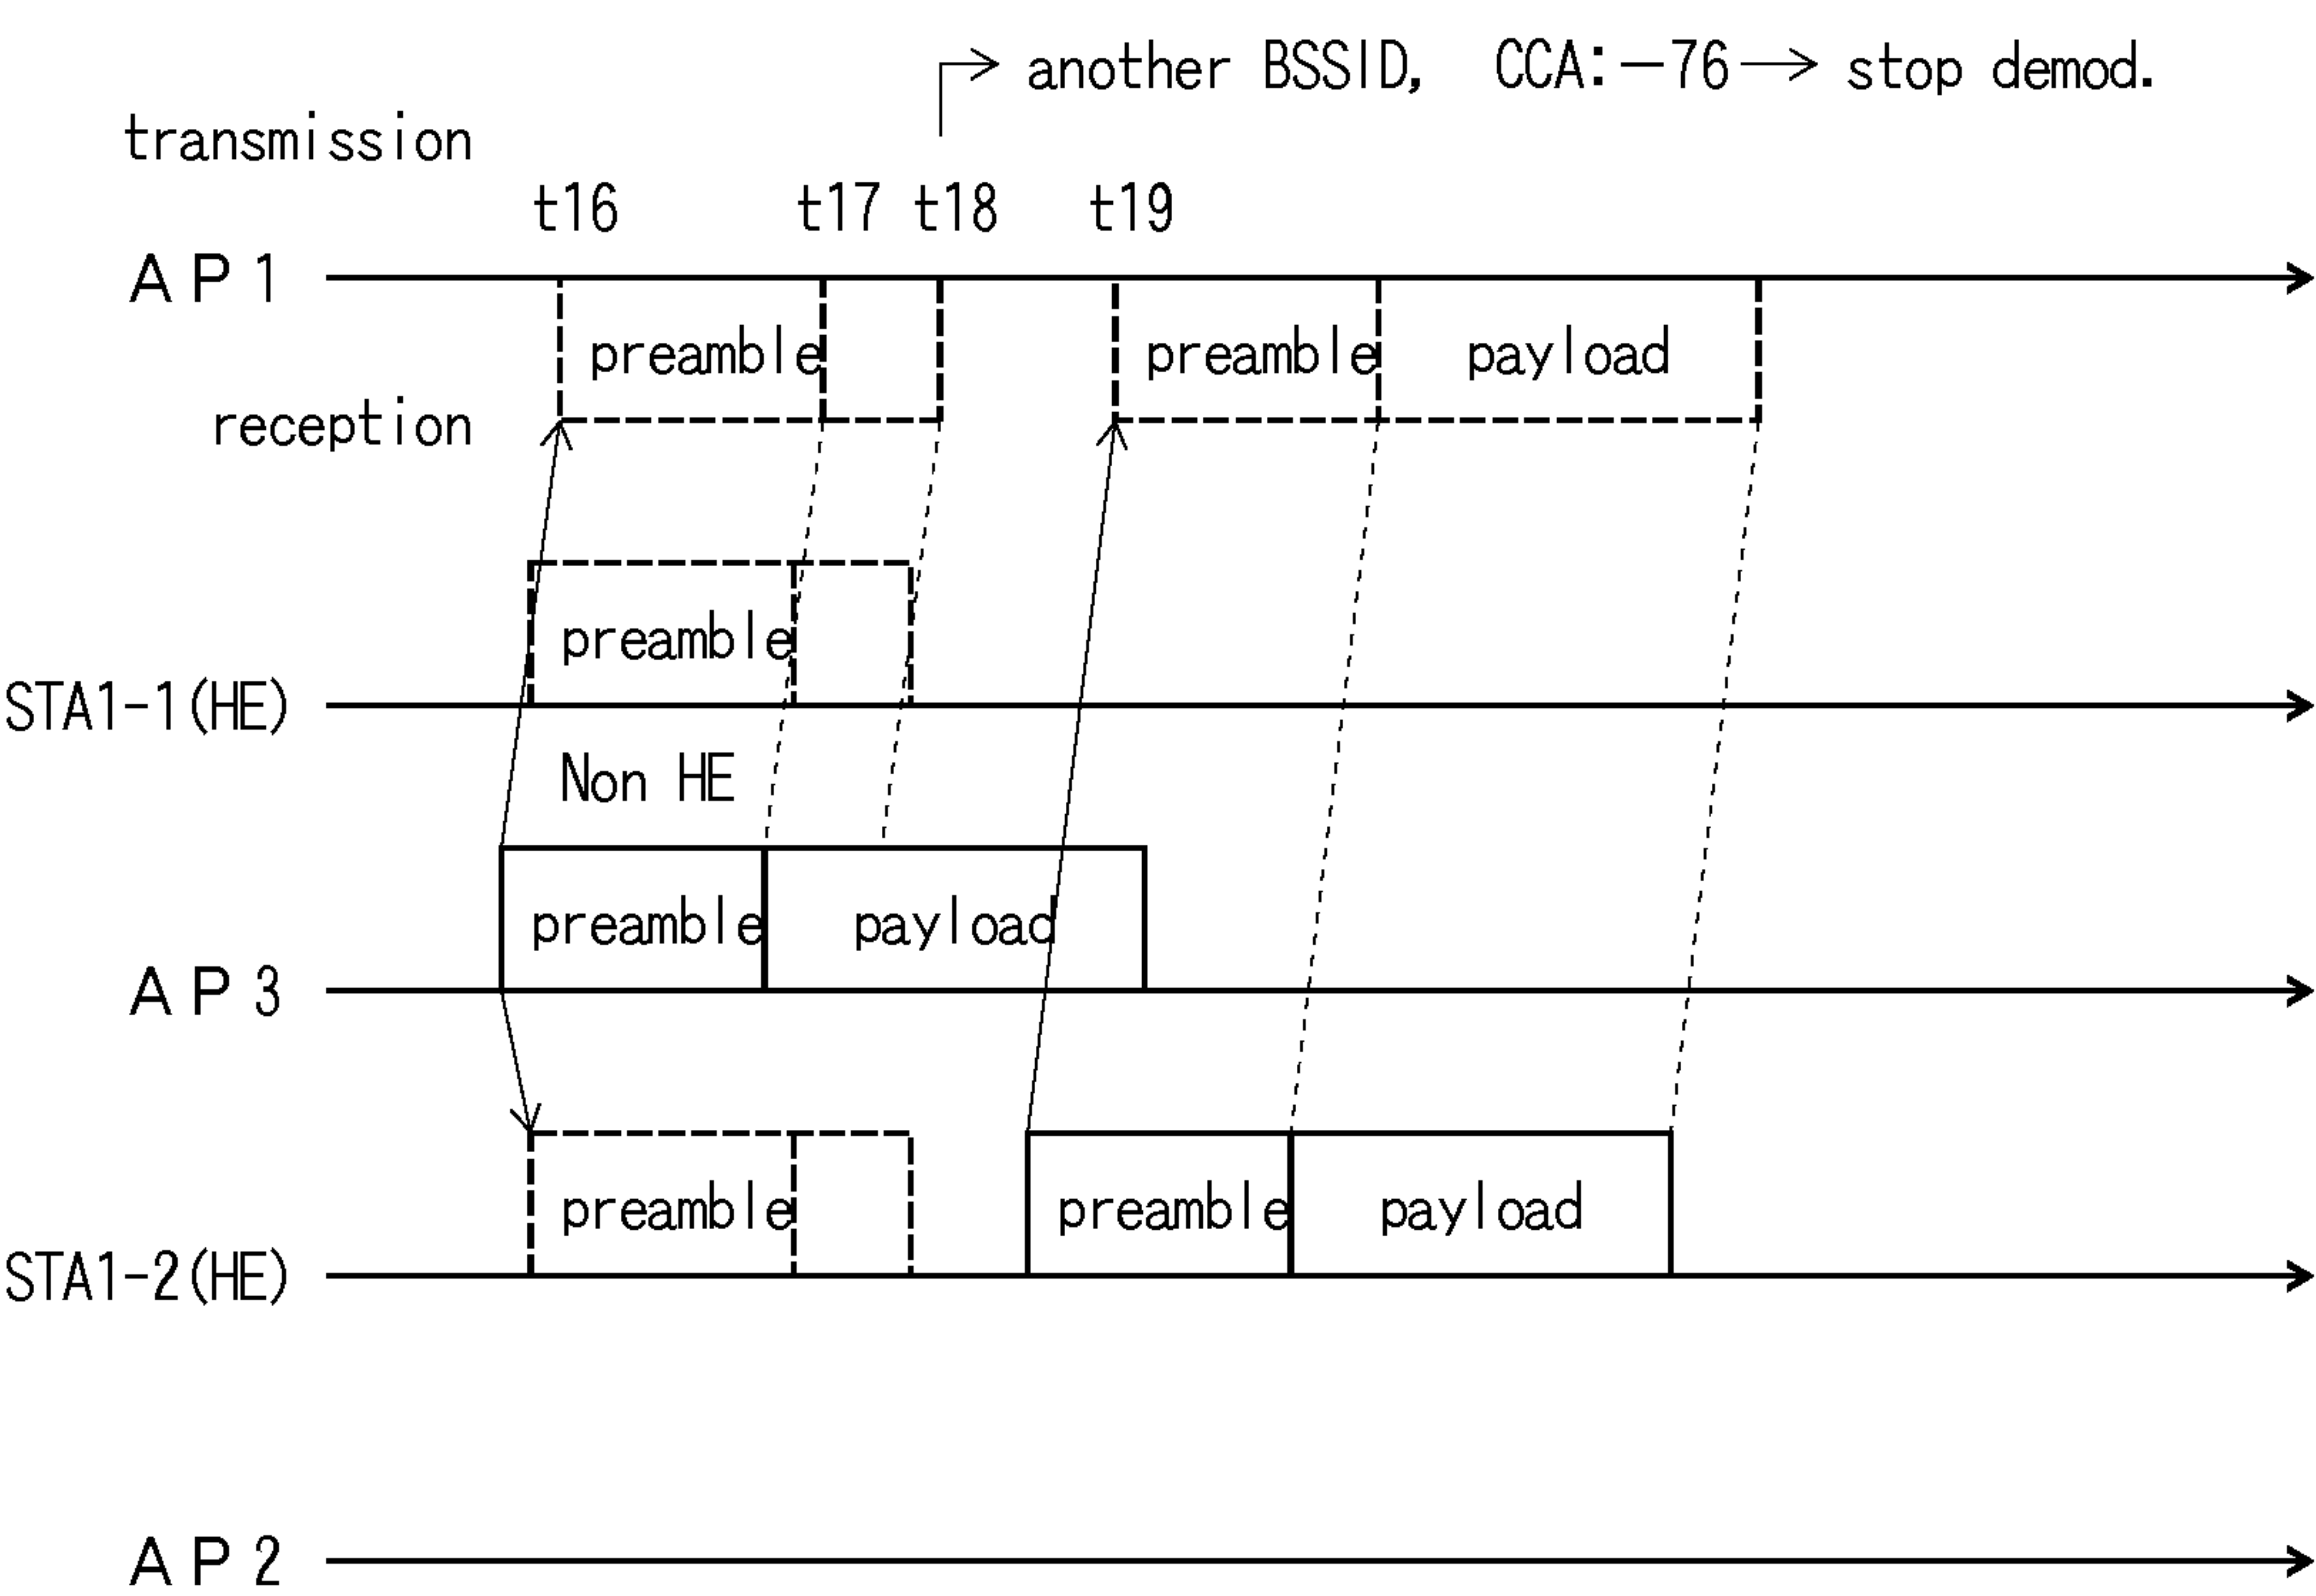 another BSSID, CCA:-76 → stop demod.
transmission
t16 t17 t18 t19
AP1
preamble preamble payload
reception
preamble
STA1-1(HE)
Non HE
preamble payload
AP3
preamble preamble payload
STA1-2(HE)
AP2